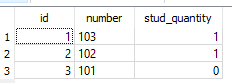 id number stud_quantity
1 1 103 1
2 2 102 1
3 3 101 0